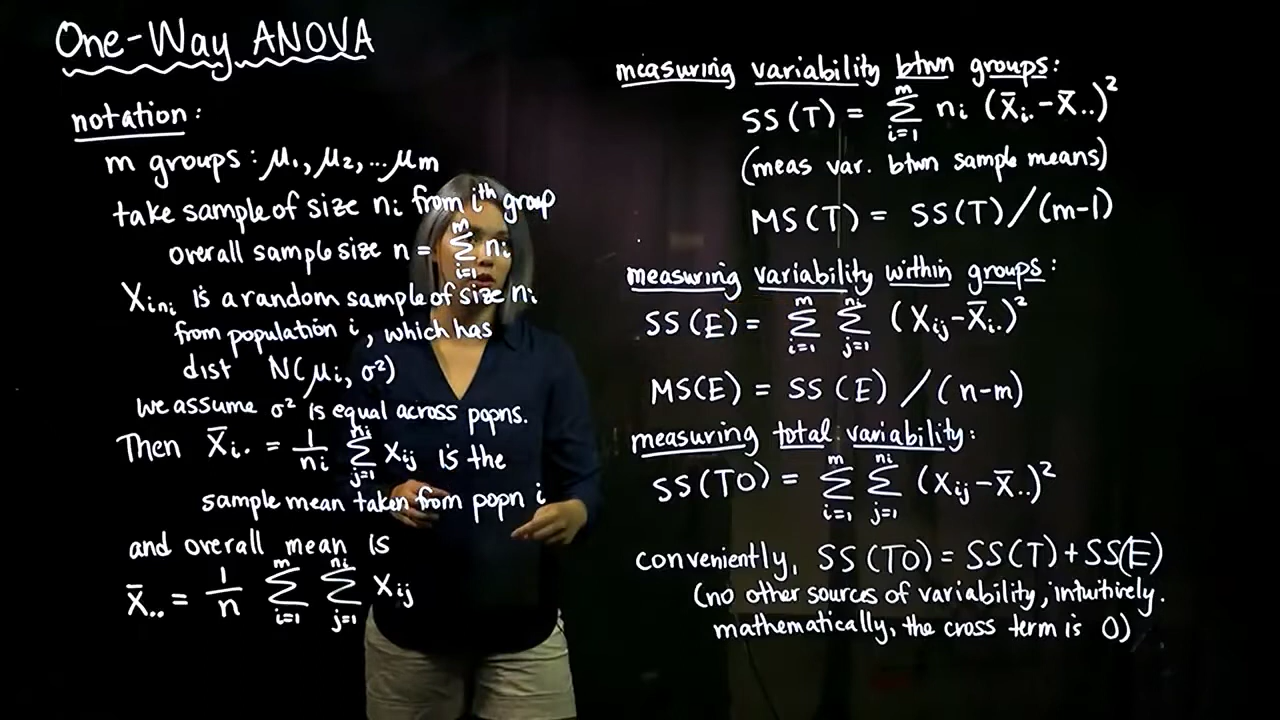 One-Way ANOVA
notation:
m groups: μ₁, μ₂, ... μm
take sample of size nᵢ from iᵗʰ group
overall sample size n = Σᵢ₌₁ᵐ nᵢ
Xᵢₙᵢ is a random sample of size nᵢ
from population i, which has
dist N(μᵢ, σ²)
we assume σ² is equal across popns.
Then X̄ᵢ. = 1/nᵢ Σⱼ₌₁ⁿⁱ Xᵢⱼ is the
sample mean taken from popn i
and overall mean is
X̄.. = 1/n Σᵢ₌₁ᵐ Σⱼ₌₁ⁿⁱ Xᵢⱼ
measuring variability btwn groups:
SS(T) = Σᵢ₌₁ᵐ nᵢ (X̄ᵢ. - X̄..)²
(meas var. btwn sample means)
MS(T) = SS(T)/(m-1)
measuring variability within groups:
SS(E) = Σᵢ₌₁ᵐ Σⱼ₌₁ⁿⁱ (Xᵢⱼ - X̄ᵢ.)²
MS(E) = SS(E)/(n-m)
measuring total variability:
SS(TO) = Σᵢ₌₁ᵐ Σⱼ₌₁ⁿⁱ (Xᵢⱼ - X̄..)²
conveniently, SS(TO) = SS(T) + SS(E)
(no other sources of variability, intuitively.
mathematically, the cross term is 0)